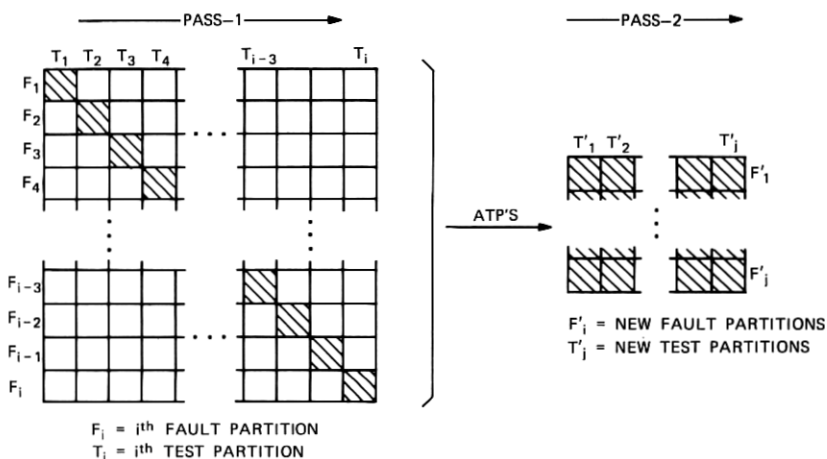 PASS-1
PASS-2
T₁ T₂ T₃ T₄ Tᵢ₋₃ Tᵢ
F₁
F₂
F₃
F₄
Fᵢ₋₃
Fᵢ₋₂
Fᵢ₋₁
Fᵢ
Fᵢ = iᵗʰ FAULT PARTITION
Tᵢ = iᵗʰ TEST PARTITION
ATP'S
T'₁ T'₂ T'ⱼ
F'₁
F'ⱼ
F'ᵢ = NEW FAULT PARTITIONS
T'ⱼ = NEW TEST PARTITIONS